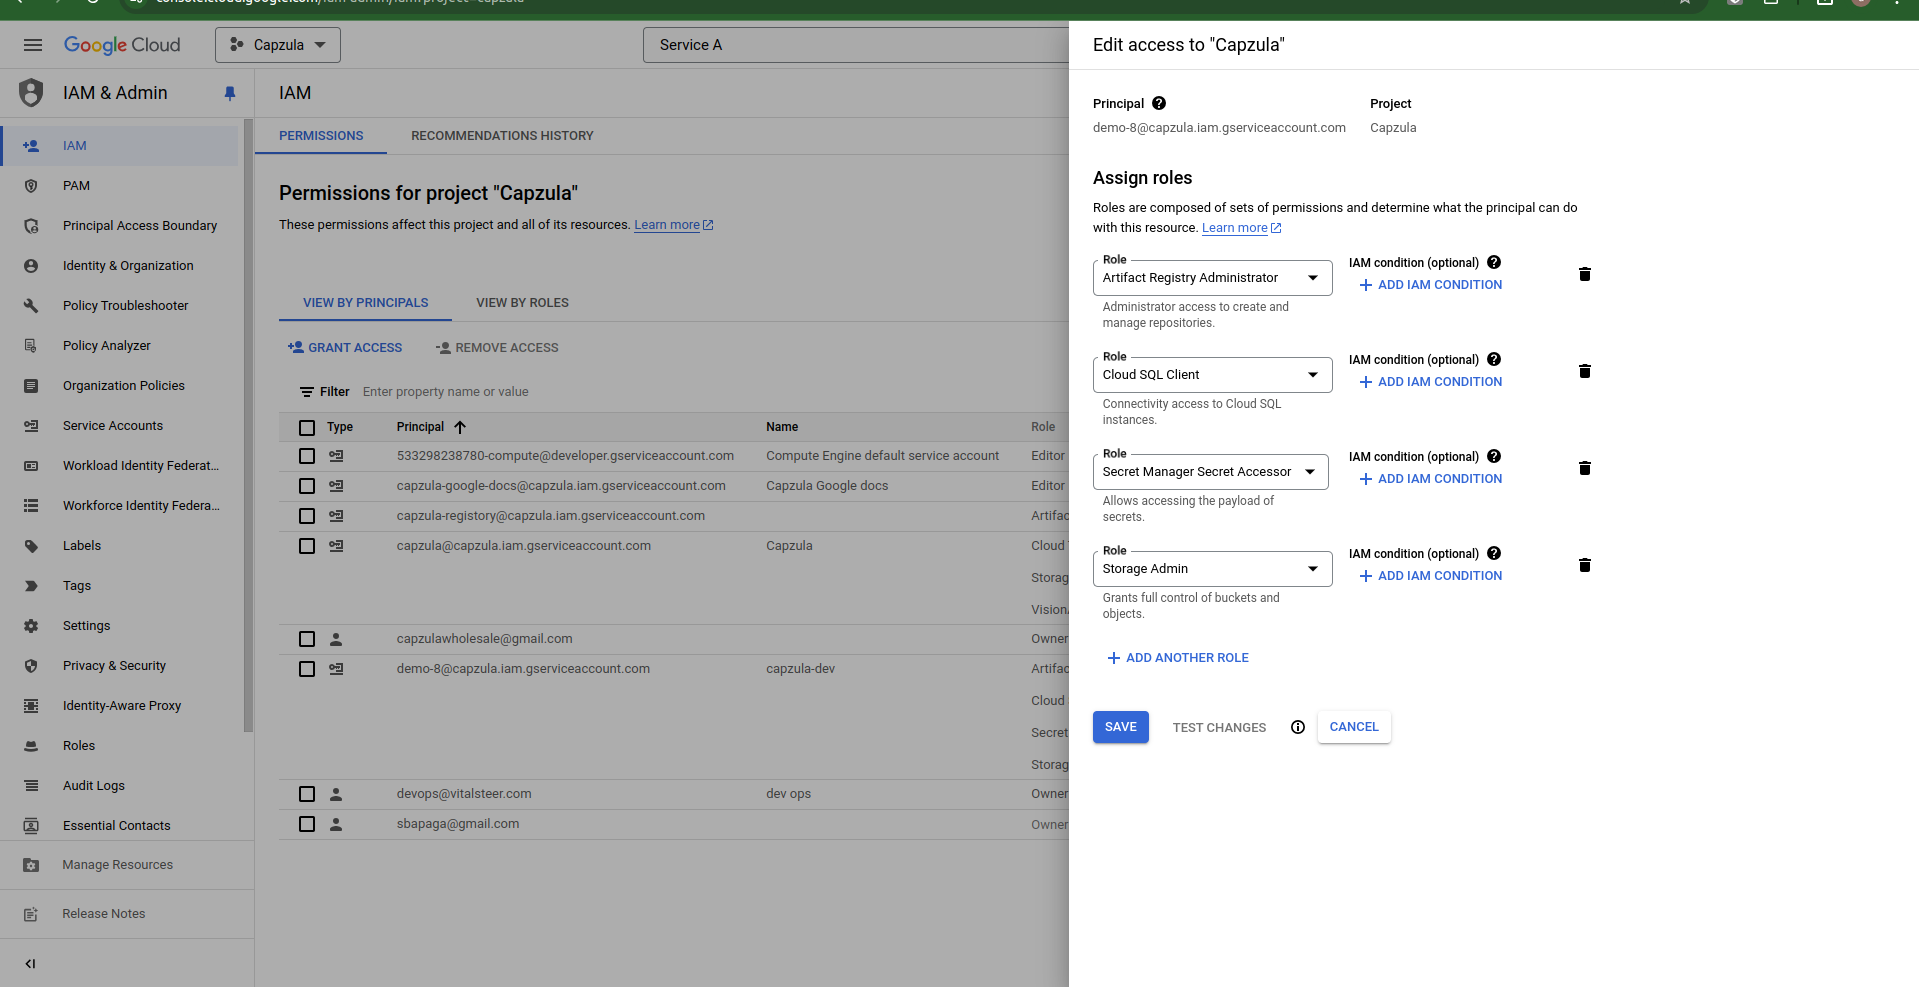 Google Cloud
Capzula
Service A
IAM & Admin
IAM
PAM
Principal Access Boundary
Identity & Organization
Policy Troubleshooter
Policy Analyzer
Organization Policies
Service Accounts
Workload Identity Federat...
Workforce Identity Federa...
Labels
Tags
Settings
Privacy & Security
Identity-Aware Proxy
Roles
Audit Logs
Essential Contacts
Manage Resources
Release Notes
IAM
PERMISSIONS RECOMMENDATIONS HISTORY
Permissions for project "Capzula"
These permissions affect this project and all of its resources. Learn more
VIEW BY PRINCIPALS VIEW BY ROLES
GRANT ACCESS REMOVE ACCESS
Filter Enter property name or value
Type Principal Name Role
533298238780-compute@developer.gserviceaccount.com Compute Engine default service account Editor
capzula-google-docs@capzula.iam.gserviceaccount.com Capzula Google docs Editor
capzula-registory@capzula.iam.gserviceaccount.com Artifac
capzula@capzula.iam.gserviceaccount.com Capzula Cloud
Storag
Vision
capzulawholesale@gmail.com Owner
demo-8@capzula.iam.gserviceaccount.com capzula-dev Artifac
Cloud
Secret
Storag
devops@vitalsteer.com dev ops Owner
sbapaga@gmail.com Owner
Edit access to "Capzula"
Principal Project
demo-8@capzula.iam.gserviceaccount.com Capzula
Assign roles
Roles are composed of sets of permissions and determine what the principal can do
with this resource. Learn more
Role IAM condition (optional)
Artifact Registry Administrator + ADD IAM CONDITION
Administrator access to create and
manage repositories.
Role IAM condition (optional)
Cloud SQL Client + ADD IAM CONDITION
Connectivity access to Cloud SQL
instances.
Role IAM condition (optional)
Secret Manager Secret Accessor + ADD IAM CONDITION
Allows accessing the payload of
secrets.
Role IAM condition (optional)
Storage Admin + ADD IAM CONDITION
Grants full control of buckets and
objects.
+ ADD ANOTHER ROLE
SAVE TEST CHANGES CANCEL